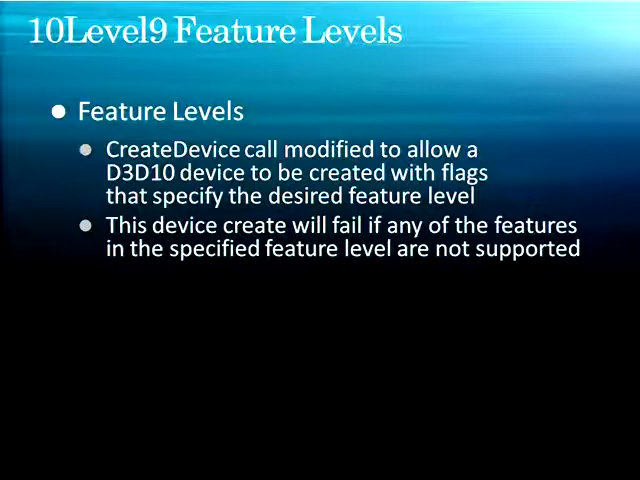 10Level9 Feature Levels
Feature Levels
CreateDevice call modified to allow a
D3D10 device to be created with flags
that specify the desired feature level
This device create will fail if any of the features
in the specified feature level are not supported